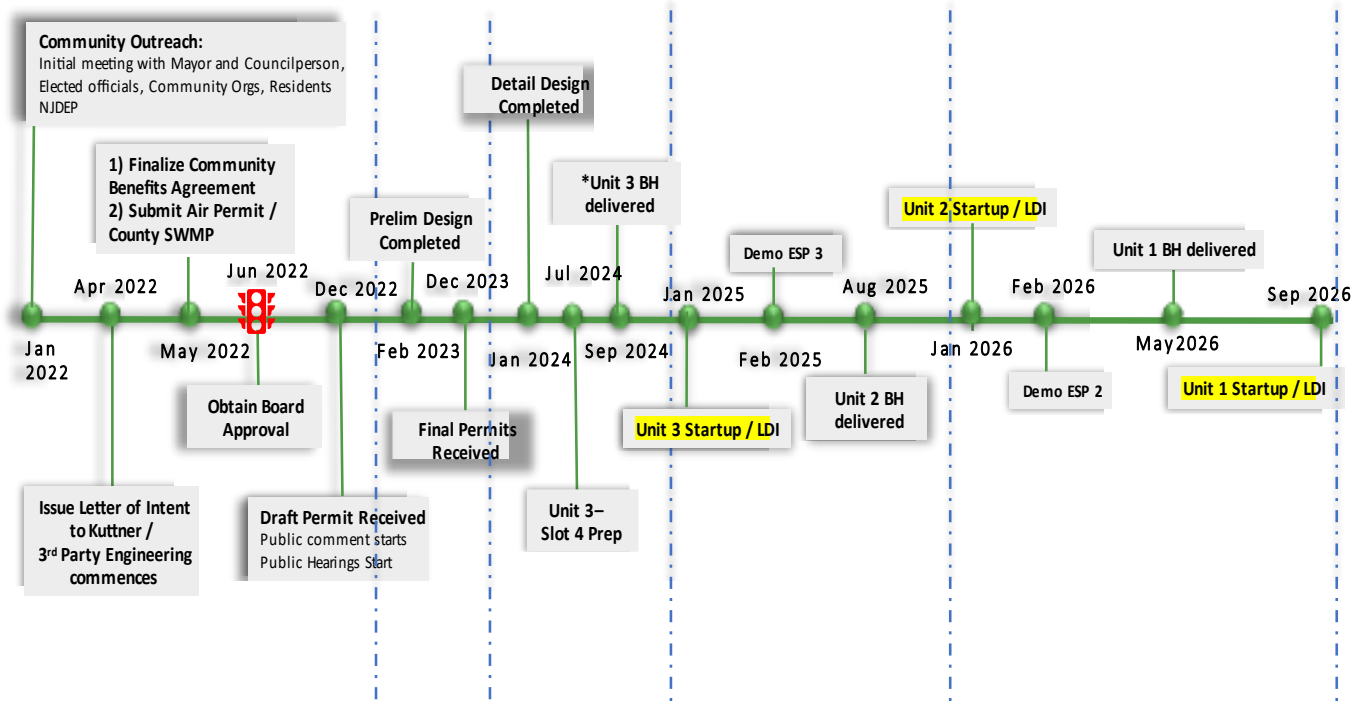 Community Outreach:
Initial meeting with Mayor and Councilperson,
Elected officials, Community Orgs, Residents
NJDEP
1) Finalize Community
Benefits Agreement
2) Submit Air Permit /
County SWMP
Prelim Design
Completed
Detail Design
Completed
*Unit 3 BH
delivered
Demo ESP 3
Unit 2 Startup / LDI
Unit 1 BH delivered
Jan
2022
Apr 2022
May 2022
Jun 2022
Dec 2022
Feb 2023
Dec 2023
Jan 2024
Jul 2024
Sep 2024
Jan 2025
Feb 2025
Aug 2025
Jan 2026
Feb 2026
May2026
Sep 2026
Issue Letter of Intent
to Kuttner /
3rd Party Engineering
commences
Obtain Board
Approval
Draft Permit Received
Public comment starts
Public Hearings Start
Final Permits
Received
Unit 3–
Slot 4 Prep
Unit 3 Startup / LDI
Unit 2 BH
delivered
Demo ESP 2
Unit 1 Startup / LDI